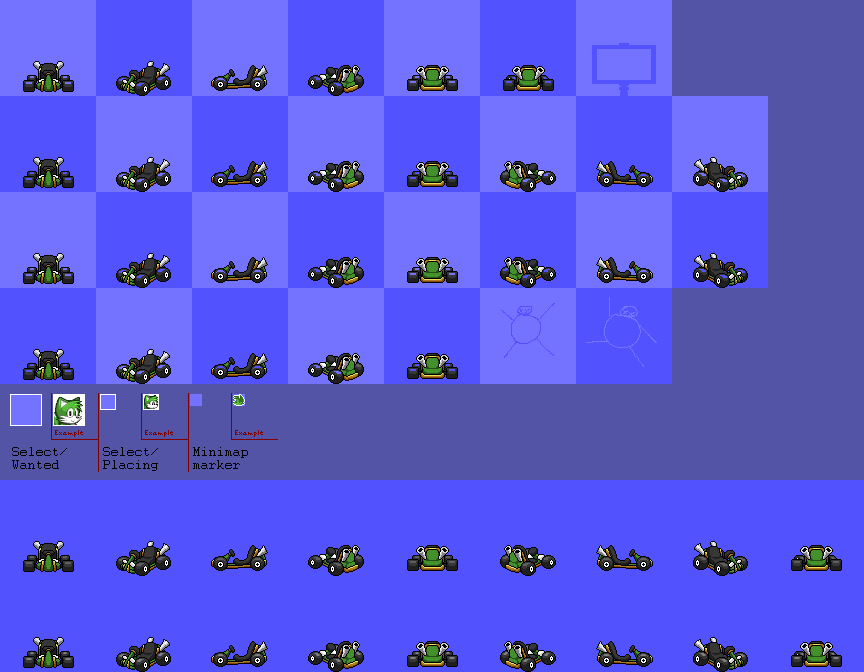 Example
Example
Example
Select/
Wanted
Select/
Placing
Minimap
marker